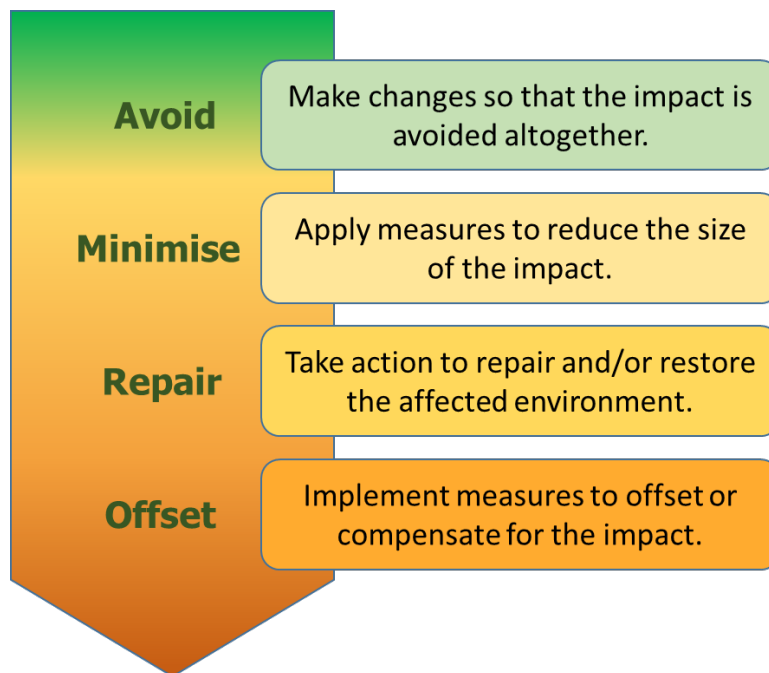 Avoid
Make changes so that the impact is
avoided altogether.
Minimise
Apply measures to reduce the size
of the impact.
Repair
Take action to repair and/or restore
the affected environment.
Offset
Implement measures to offset or
compensate for the impact.